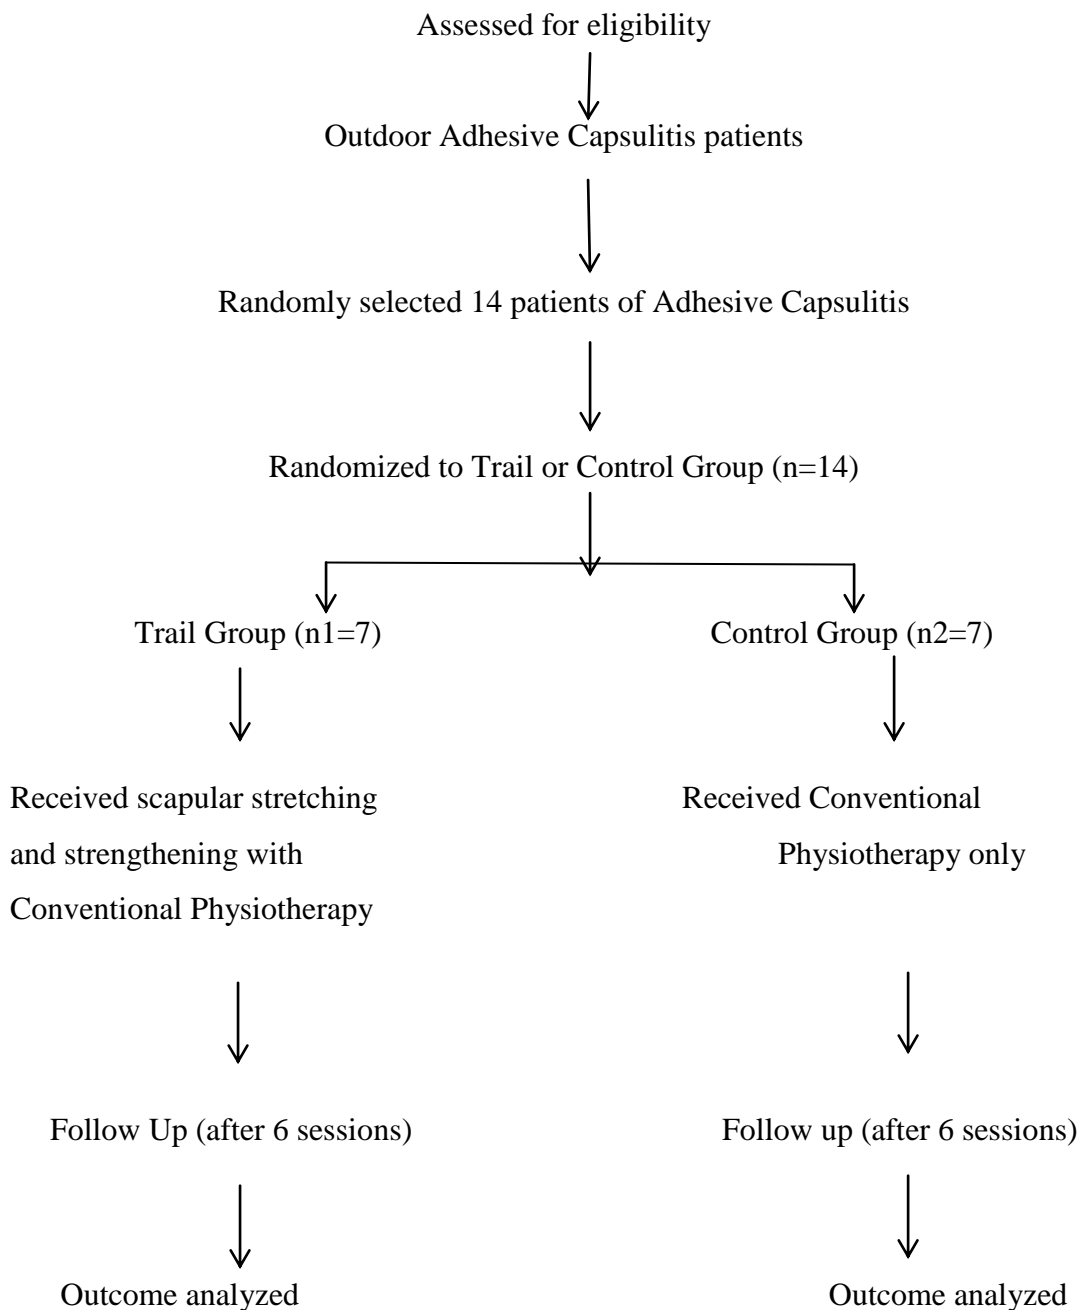 Assessed for eligibility
Outdoor Adhesive Capsulitis patients
Randomly selected 14 patients of Adhesive Capsulitis
Randomized to Trail or Control Group (n=14)
Trail Group (n1=7)
Control Group (n2=7)
Received scapular stretching
and strengthening with
Conventional Physiotherapy
Received Conventional
Physiotherapy only
Follow Up (after 6 sessions)
Follow up (after 6 sessions)
Outcome analyzed
Outcome analyzed